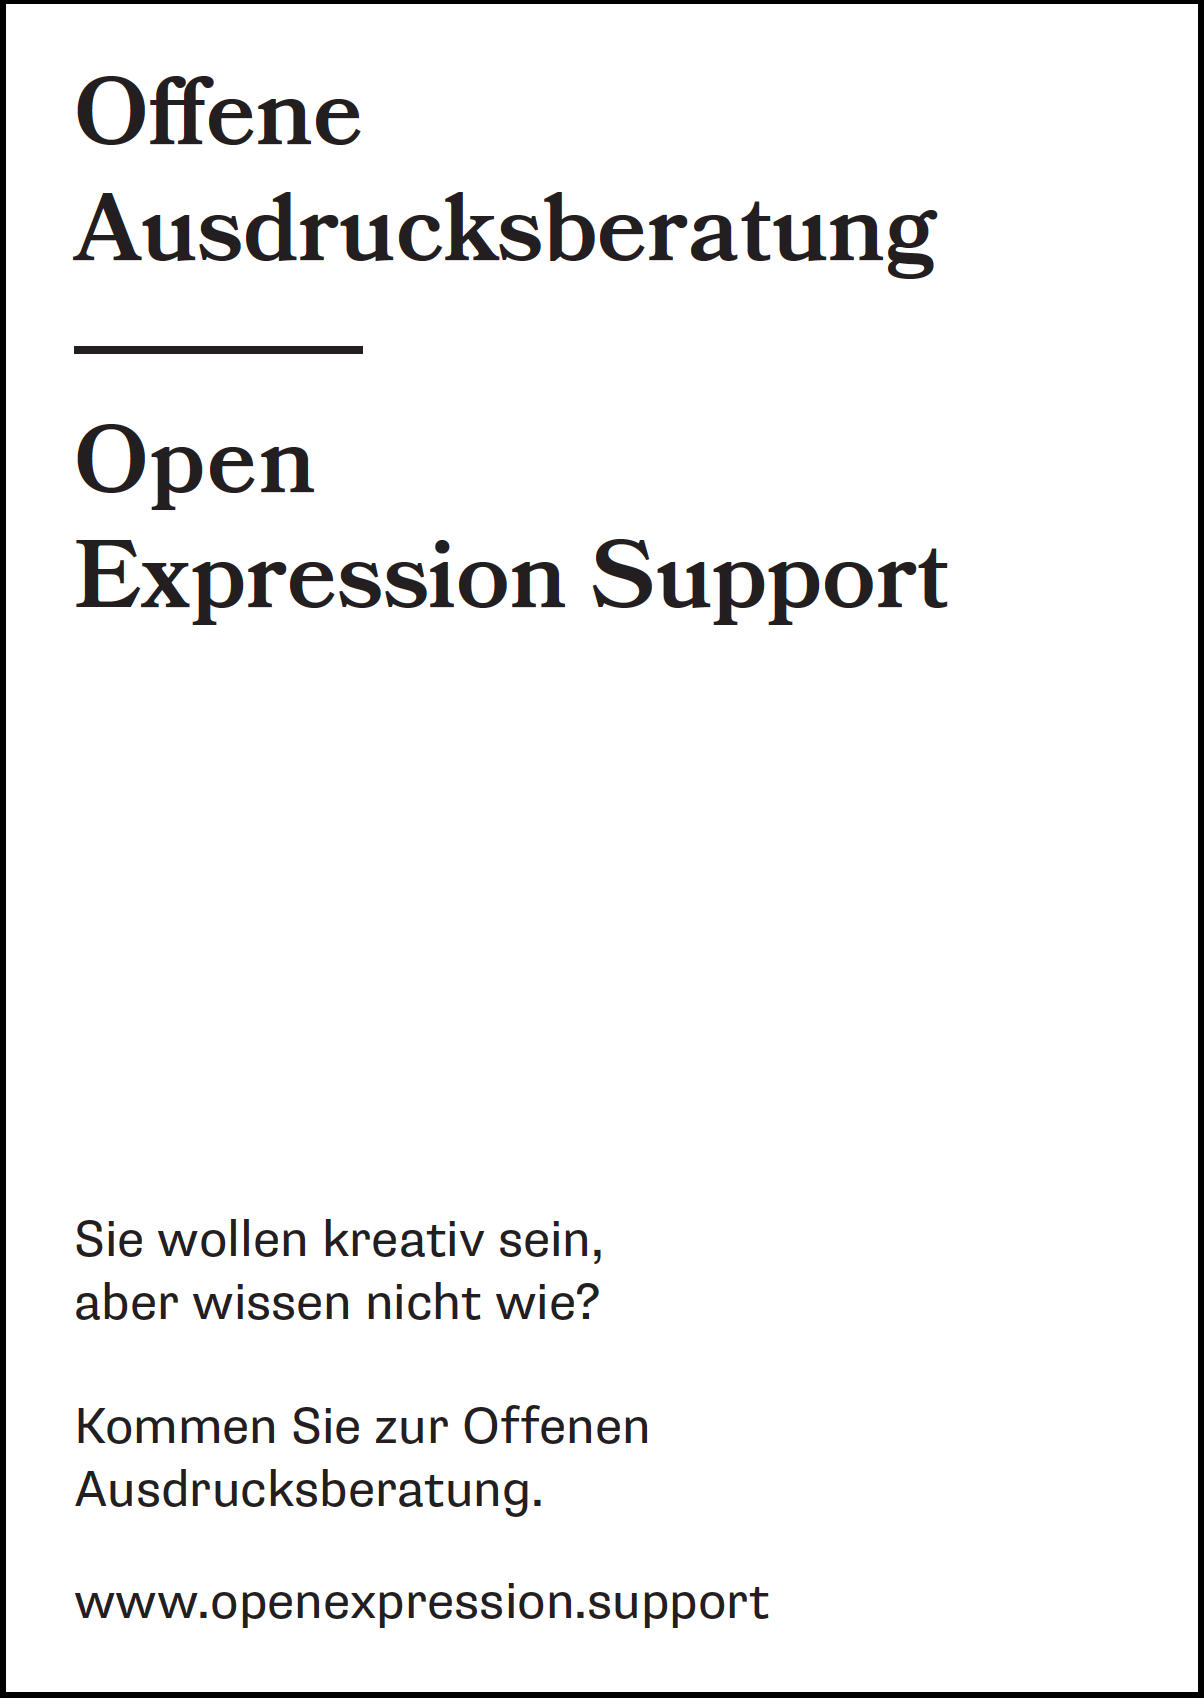 Offene
Ausdrucksberatung
Open
Expression Support
Sie wollen kreativ sein,
aber wissen nicht wie?
Kommen Sie zur Offenen
Ausdrucksberatung.
www.openexpression.support